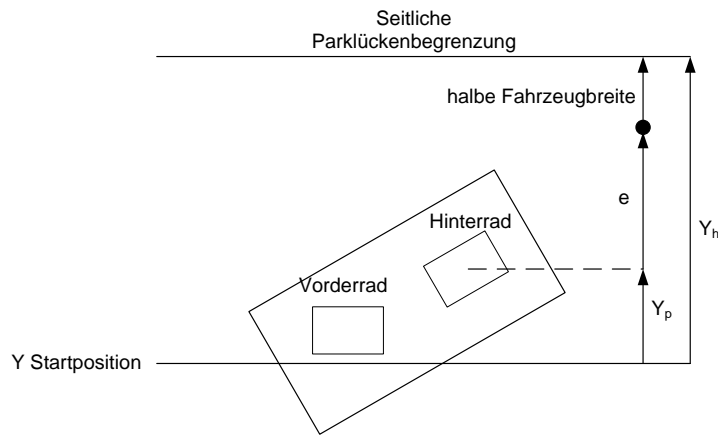 Seitliche
Parklückenbegrenzung
halbe Fahrzeugbreite
e
Hinterrad
Y_h
Vorderrad
Y_p
Y Startposition